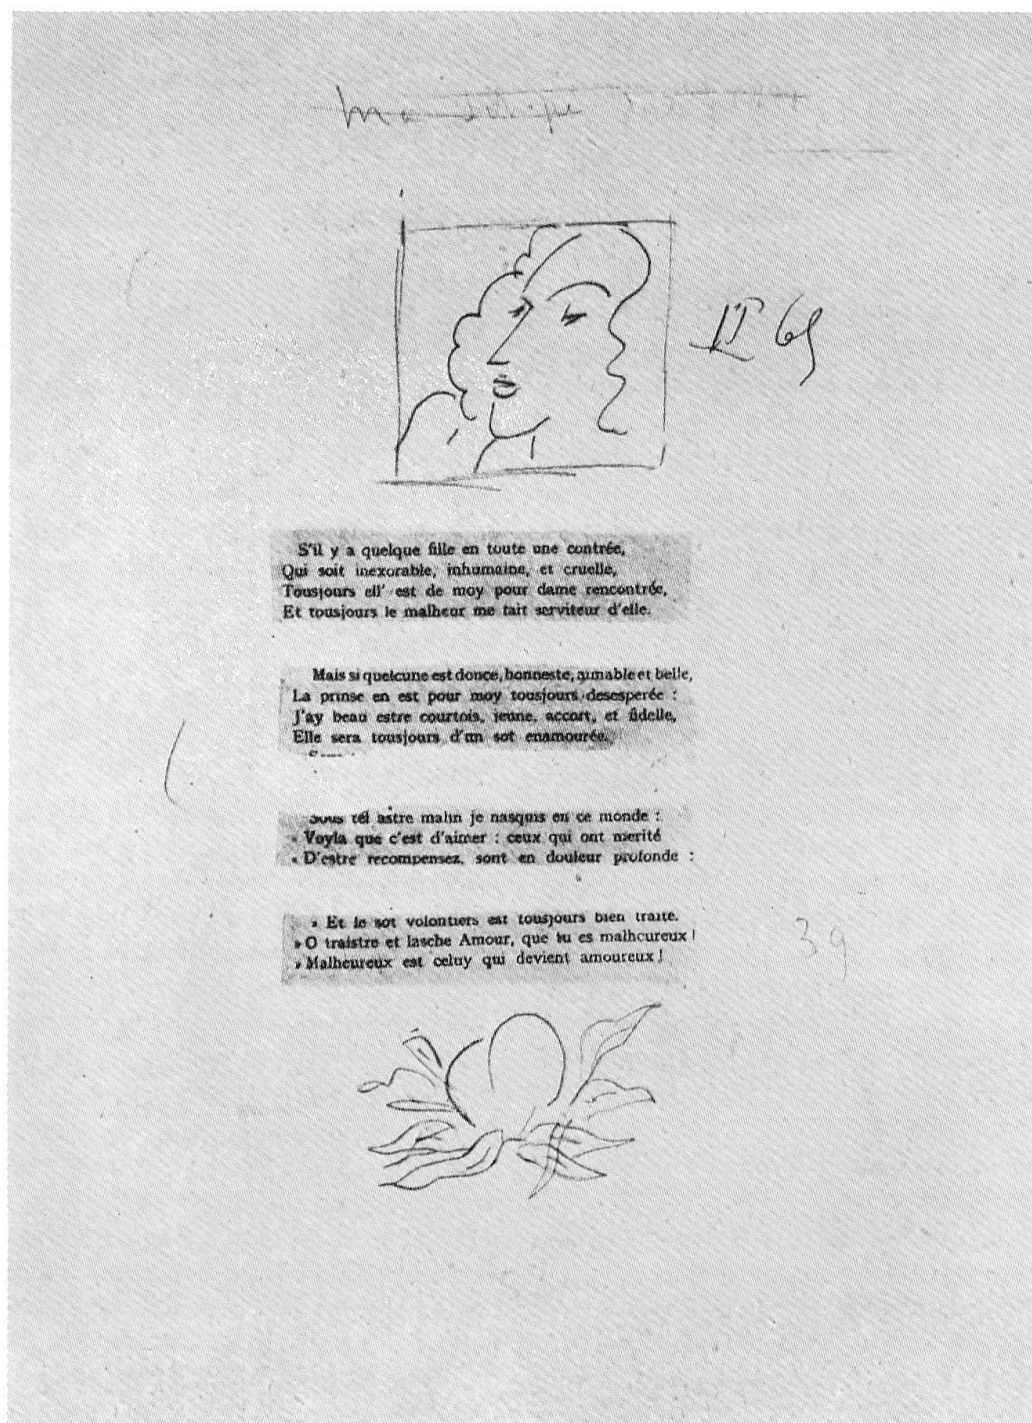 Ma
II 69
S'il y a quelque fille en toute une contrée,
Qui soit inexorable, inhumaine, et cruelle,
Tousjours ell' est de moy pour dame rencontrée,
Et tousjours le malheur me fait serviteur d'elle.
Mais si quelcune est douce, honneste, aimable et belle,
La prinse en est pour moy tousjours desesperée :
J'ay beau estre courtois, jeune, accort, et fidelle,
Elle sera tousjours d'un sot enamourée.
Sous tel astre malin je nasquis en ce monde :
« Voyla que c'est d'aimer : ceux qui ont merité
« D'estre recompensez, sont en douleur profonde :
» Et le sot volontiers est tousjours bien traité.
» O traistre et lasche Amour, que tu es malheureux !
» Malheureux est celuy qui devient amoureux !
39